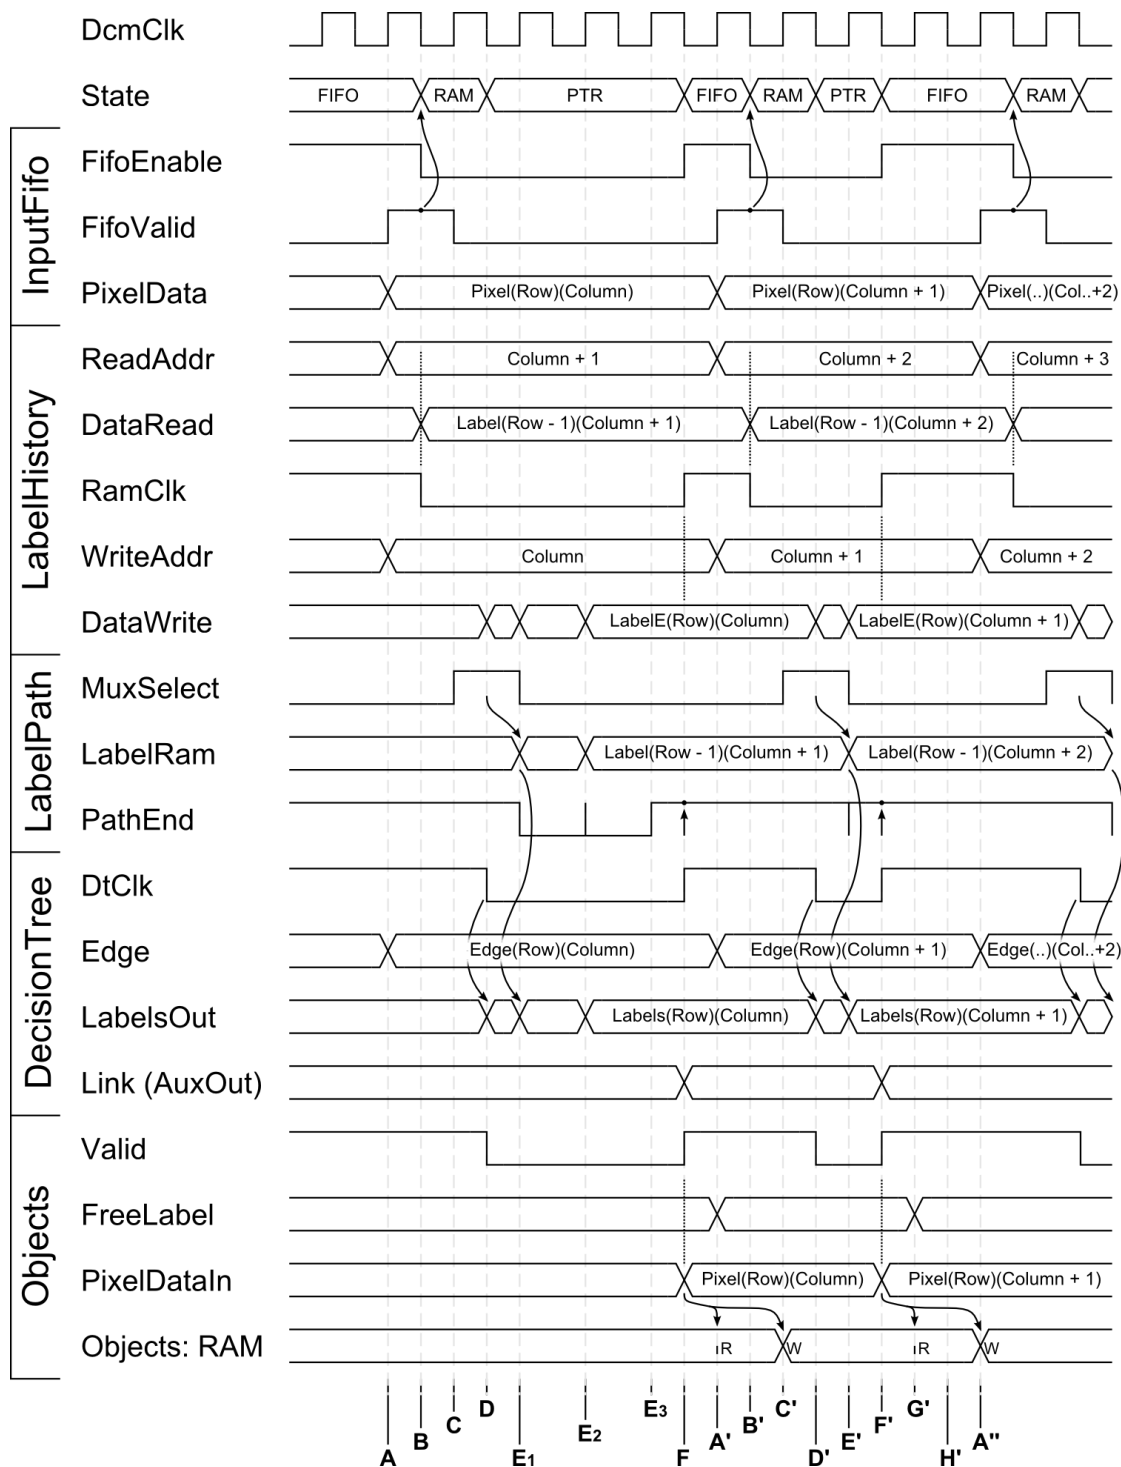 DcmClk
State FIFO RAM PTR FIFO RAM PTR FIFO RAM
InputFifo
FifoEnable
FifoValid
PixelData Pixel(Row)(Column) Pixel(Row)(Column + 1) Pixel(..)(Col..+2)
LabelHistory
ReadAddr Column + 1 Column + 2 Column + 3
DataRead Label(Row - 1)(Column + 1) Label(Row - 1)(Column + 2)
RamClk
WriteAddr Column Column + 1 Column + 2
DataWrite LabelE(Row)(Column) LabelE(Row)(Column + 1)
LabelPath
MuxSelect
LabelRam Label(Row - 1)(Column + 1) Label(Row - 1)(Column + 2)
PathEnd
DecisionTree
DtClk
Edge Edge(Row)(Column) Edge(Row)(Column + 1) Edge(..)(Col..+2)
LabelsOut Labels(Row)(Column) Labels(Row)(Column + 1)
Link (AuxOut)
Objects
Valid
FreeLabel
PixelDataIn Pixel(Row)(Column) Pixel(Row)(Column + 1)
Objects: RAM R W R W
A B C D E1 E2 E3 F A' B' C' D' E' F' G' H' A''